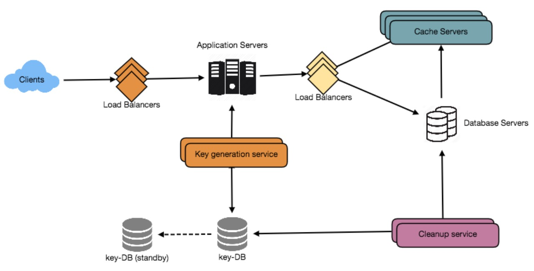 Cache Servers
Application Servers
Clients
Load Balancers
Load Balancers
Database Servers
Key generation service
Cleanup service
key-DB (standby)
key-DB